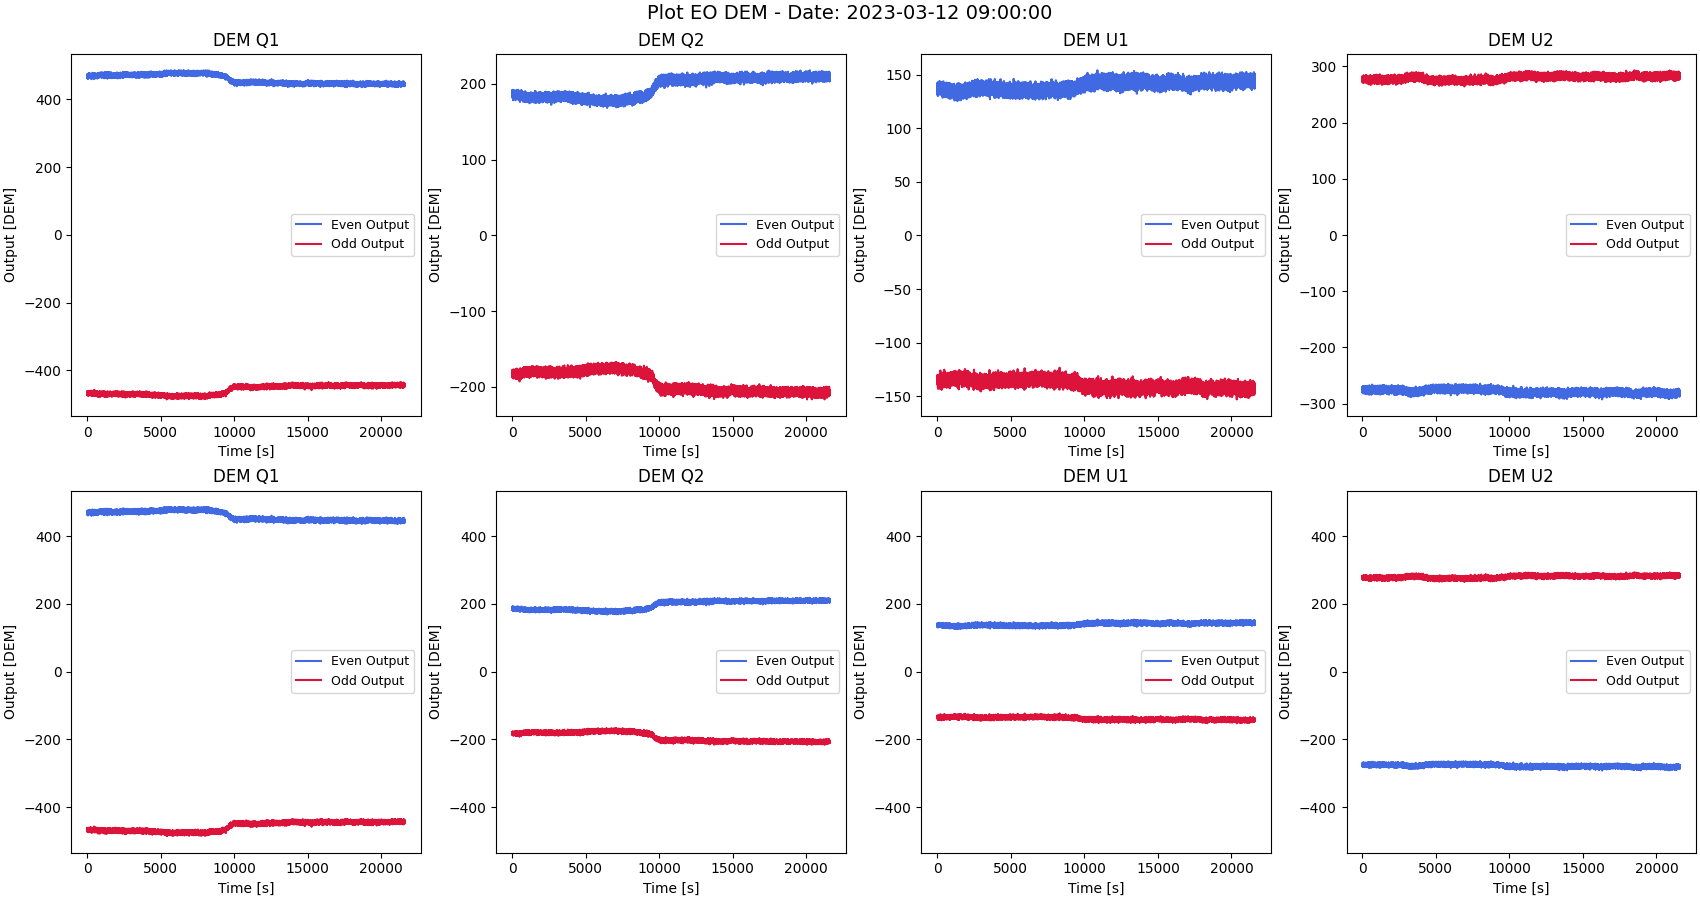 Plot EO DEM - Date: 2023-03-12 09:00:00
DEM Q1
Output [DEM]
400
200
0
−200
−400
Even Output
Odd Output
0 5000 10000 15000 20000
Time [s]
DEM Q2
Output [DEM]
200
100
0
−100
−200
Even Output
Odd Output
0 5000 10000 15000 20000
Time [s]
DEM U1
Output [DEM]
150
100
50
0
−50
−100
−150
Even Output
Odd Output
0 5000 10000 15000 20000
Time [s]
DEM U2
Output [DEM]
300
200
100
0
−100
−200
−300
Even Output
Odd Output
0 5000 10000 15000 20000
Time [s]
DEM Q1
Output [DEM]
400
200
0
−200
−400
Even Output
Odd Output
0 5000 10000 15000 20000
Time [s]
DEM Q2
Output [DEM]
400
200
0
−200
−400
Even Output
Odd Output
0 5000 10000 15000 20000
Time [s]
DEM U1
Output [DEM]
400
200
0
−200
−400
Even Output
Odd Output
0 5000 10000 15000 20000
Time [s]
DEM U2
Output [DEM]
400
200
0
−200
−400
Even Output
Odd Output
0 5000 10000 15000 20000
Time [s]